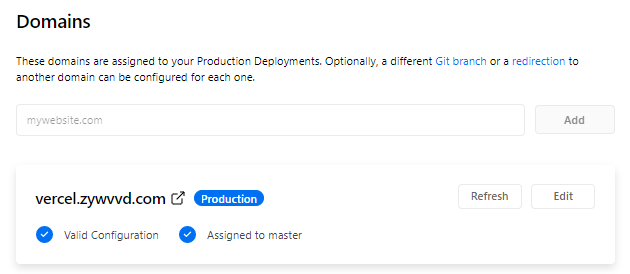 Domains
These domains are assigned to your Production Deployments. Optionally, a different Git branch or a redirection to
another domain can be configured for each one.
mywebsite.com
Add
vercel.zywvvd.com Production Refresh Edit
Valid Configuration Assigned to master